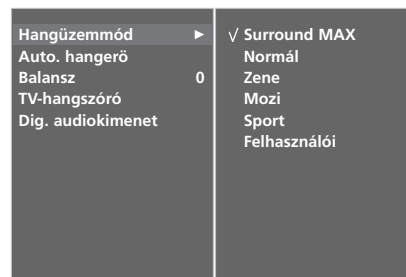 Hangüzemmód ►
Auto. hangerö
Balansz 0
TV-hangszóró
Dig. audiokimenet
√ Surround MAX
Normál
Zene
Mozi
Sport
Felhasználói